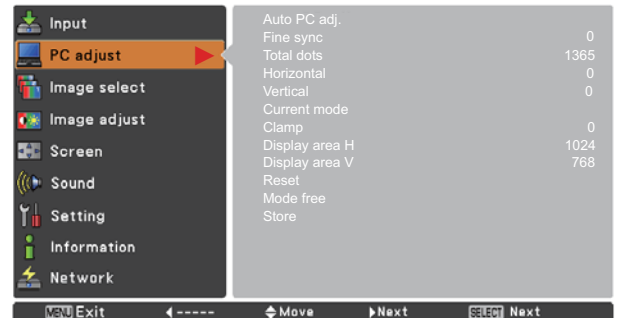 Input
PC adjust
Image select
Image adjust
Screen
Sound
Setting
Information
Network
Auto PC adj.
Fine sync 0
Total dots 1365
Horizontal 0
Vertical 0
Current mode
Clamp 0
Display area H 1024
Display area V 768
Reset
Mode free
Store
MENU Exit ----- Move Next SELECT Next